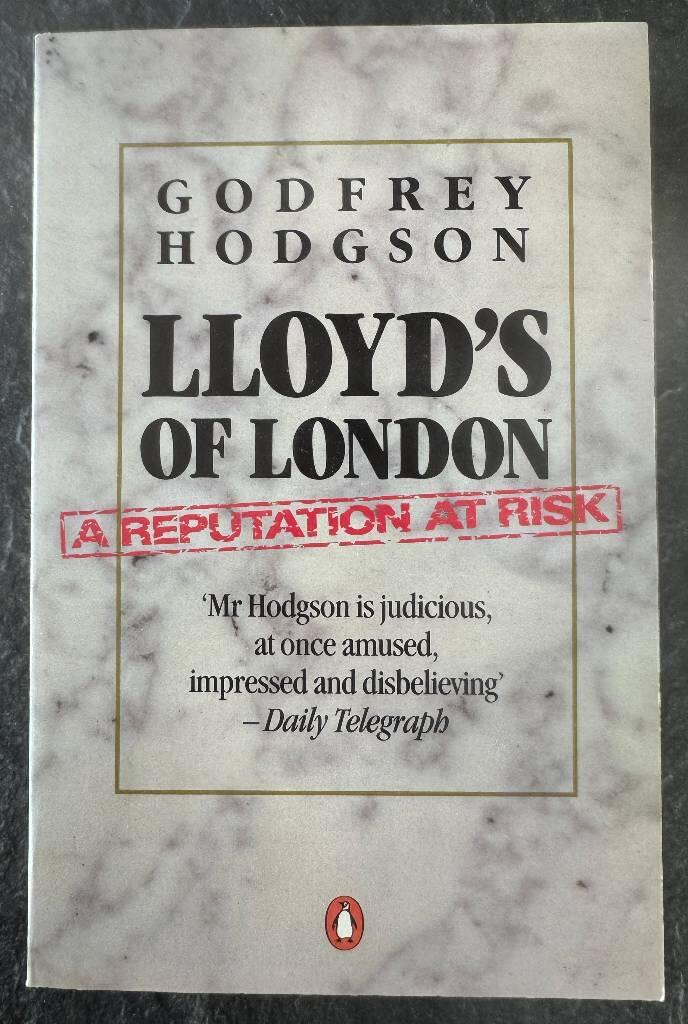 GODFREY
HODGSON
LLOYD'S
OF LONDON
A REPUTATION AT RISK
‘Mr Hodgson is judicious,
at once amused,
impressed and disbelieving’
– Daily Telegraph